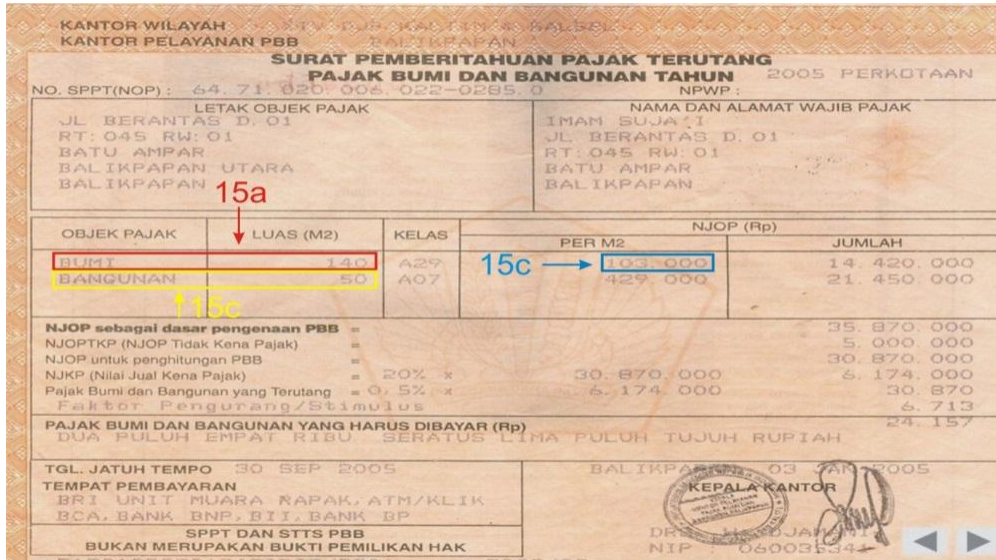 KANTOR WILAYAH : KTV DJP KALTIM & KALSEL
KANTOR PELAYANAN PBB BALIKPAPAN
SURAT PEMBERITAHUAN PAJAK TERUTANG
PAJAK BUMI DAN BANGUNAN TAHUN 2005 PERKOTAAN
NO. SPPT(NOP) : 64. 71. 020. 006. 022-0285. 0 NPWP :
LETAK OBJEK PAJAK NAMA DAN ALAMAT WAJIB PAJAK
JL BERANTAS D. 01 IMAM
RT: 045 RW: 01 JL BERANTAS D. 01
BATU AMPAR RT: 045 RW: 01
BALIKPAPAN UTARA BATU AMPAR
BALIKPAPAN BALIKPAPAN
15a
OBJEK PAJAK LUAS (M2) KELAS NJOP (Rp)
PER M2 JUMLAH
BUMI 140 A29 15c 103. 000 14. 420. 000
BANGUNAN 50 A07 429 000 21. 450 000
15c
NJOP sebagai dasar pengenaan PBB = 35. 870. 000
NJOPTKP (NJOP Tidak Kena Pajak) = 5. 000. 000
NJOP untuk penghitungan PBB = 30. 870. 000
NJKP (Nilai Jual Kena Pajak) = 20% x 30. 870. 000 6. 174. 000
Pajak Bumi dan Bangunan yang Terutang = 0, 5% x 6. 174. 000 30. 870
Faktor Pengurang/Stimulus 6. 713
PAJAK BUMI DAN BANGUNAN YANG HARUS DIBAYAR (Rp) 24. 157
DUA PULUH EMPAT RIBU SERATUS LIMA PULUH TUJUH RUPIAH
TGL. JATUH TEMPO 30 SEP 2005 BALIKPAPAN 03 JAN 2005
TEMPAT PEMBAYARAN KEPALA KANTOR
BRI UNIT MUARA RAPAK, ATM/KLIK
BCA, BANK BNP, BII, BANK BP
SPPT DAN STTS PBB
BUKAN MERUPAKAN BUKTI PEMILIKAN HAK NIP